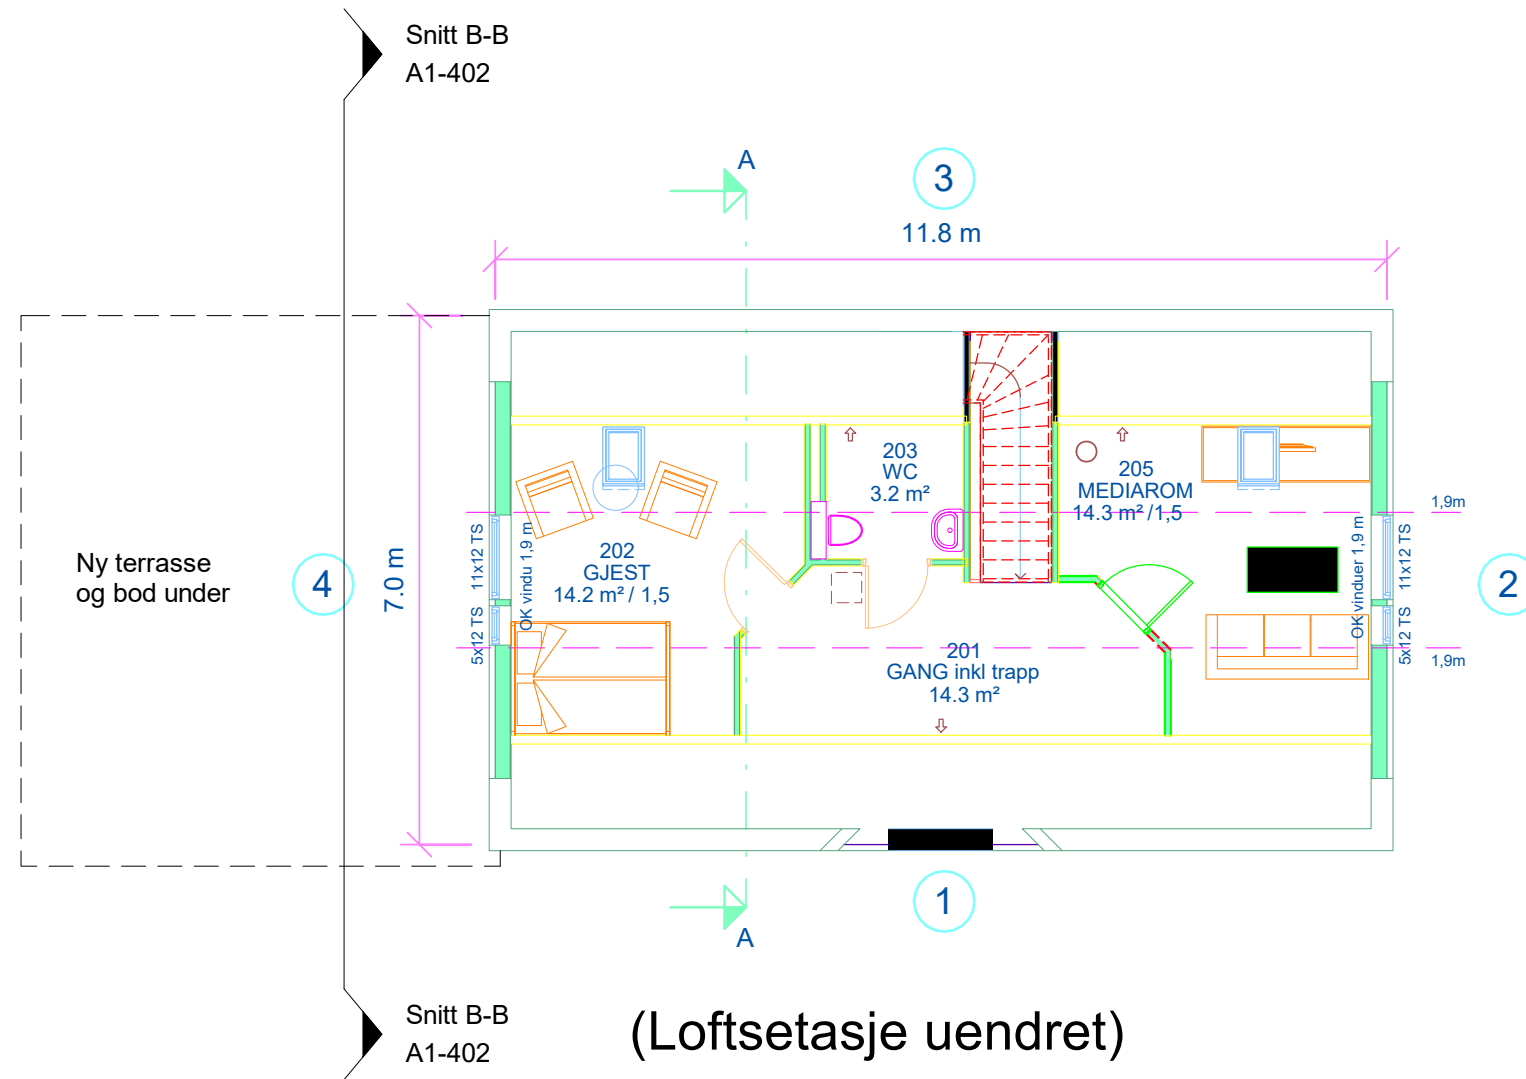 Snitt B-B
A1-402
A
3
11.8 m
Ny terrasse
og bod under
4
7.0 m
11x12 TS
5x12 TS
OK vindu 1,9 m
202
GJEST
14.2 m² / 1,5
203
WC
3.2 m²
205
MEDIAROM
14.3 m² /1,5
201
GANG inkl trapp
14.3 m²
OK vinduer 1,9 m
11x12 TS
5x12 TS
1,9m
1,9m
2
1
A
Snitt B-B
A1-402
(Loftsetasje uendret)